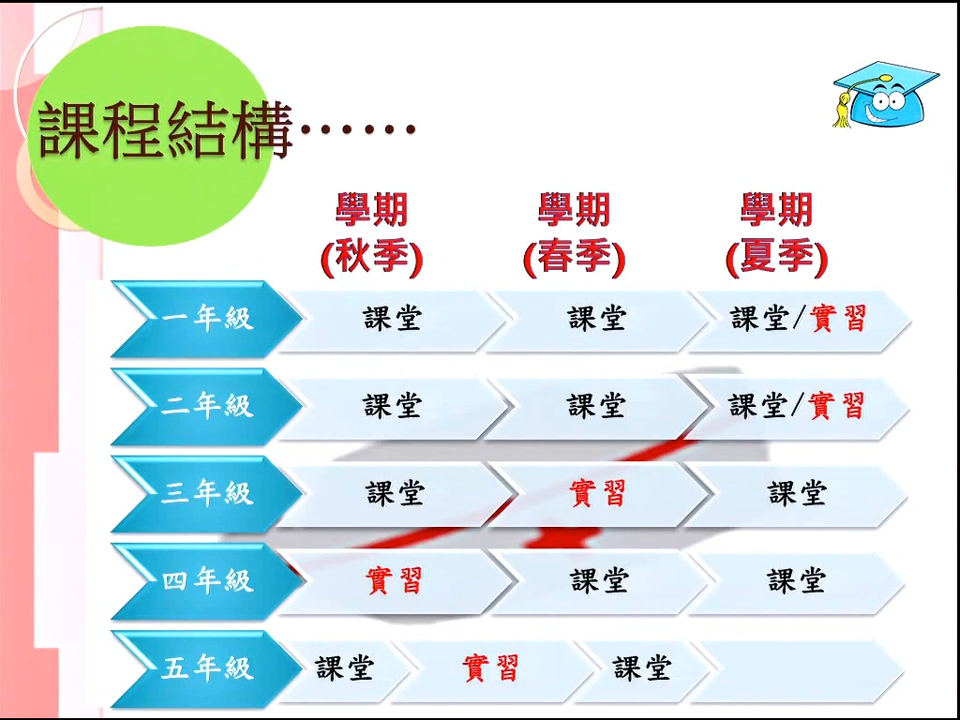 課程結構……
學期 學期 學期
(秋季) (春季) (夏季)
一年級 課堂 課堂 課堂/實習
二年級 課堂 課堂 課堂/實習
三年級 課堂 實習 課堂
四年級 實習 課堂 課堂
五年級 課堂 實習 課堂